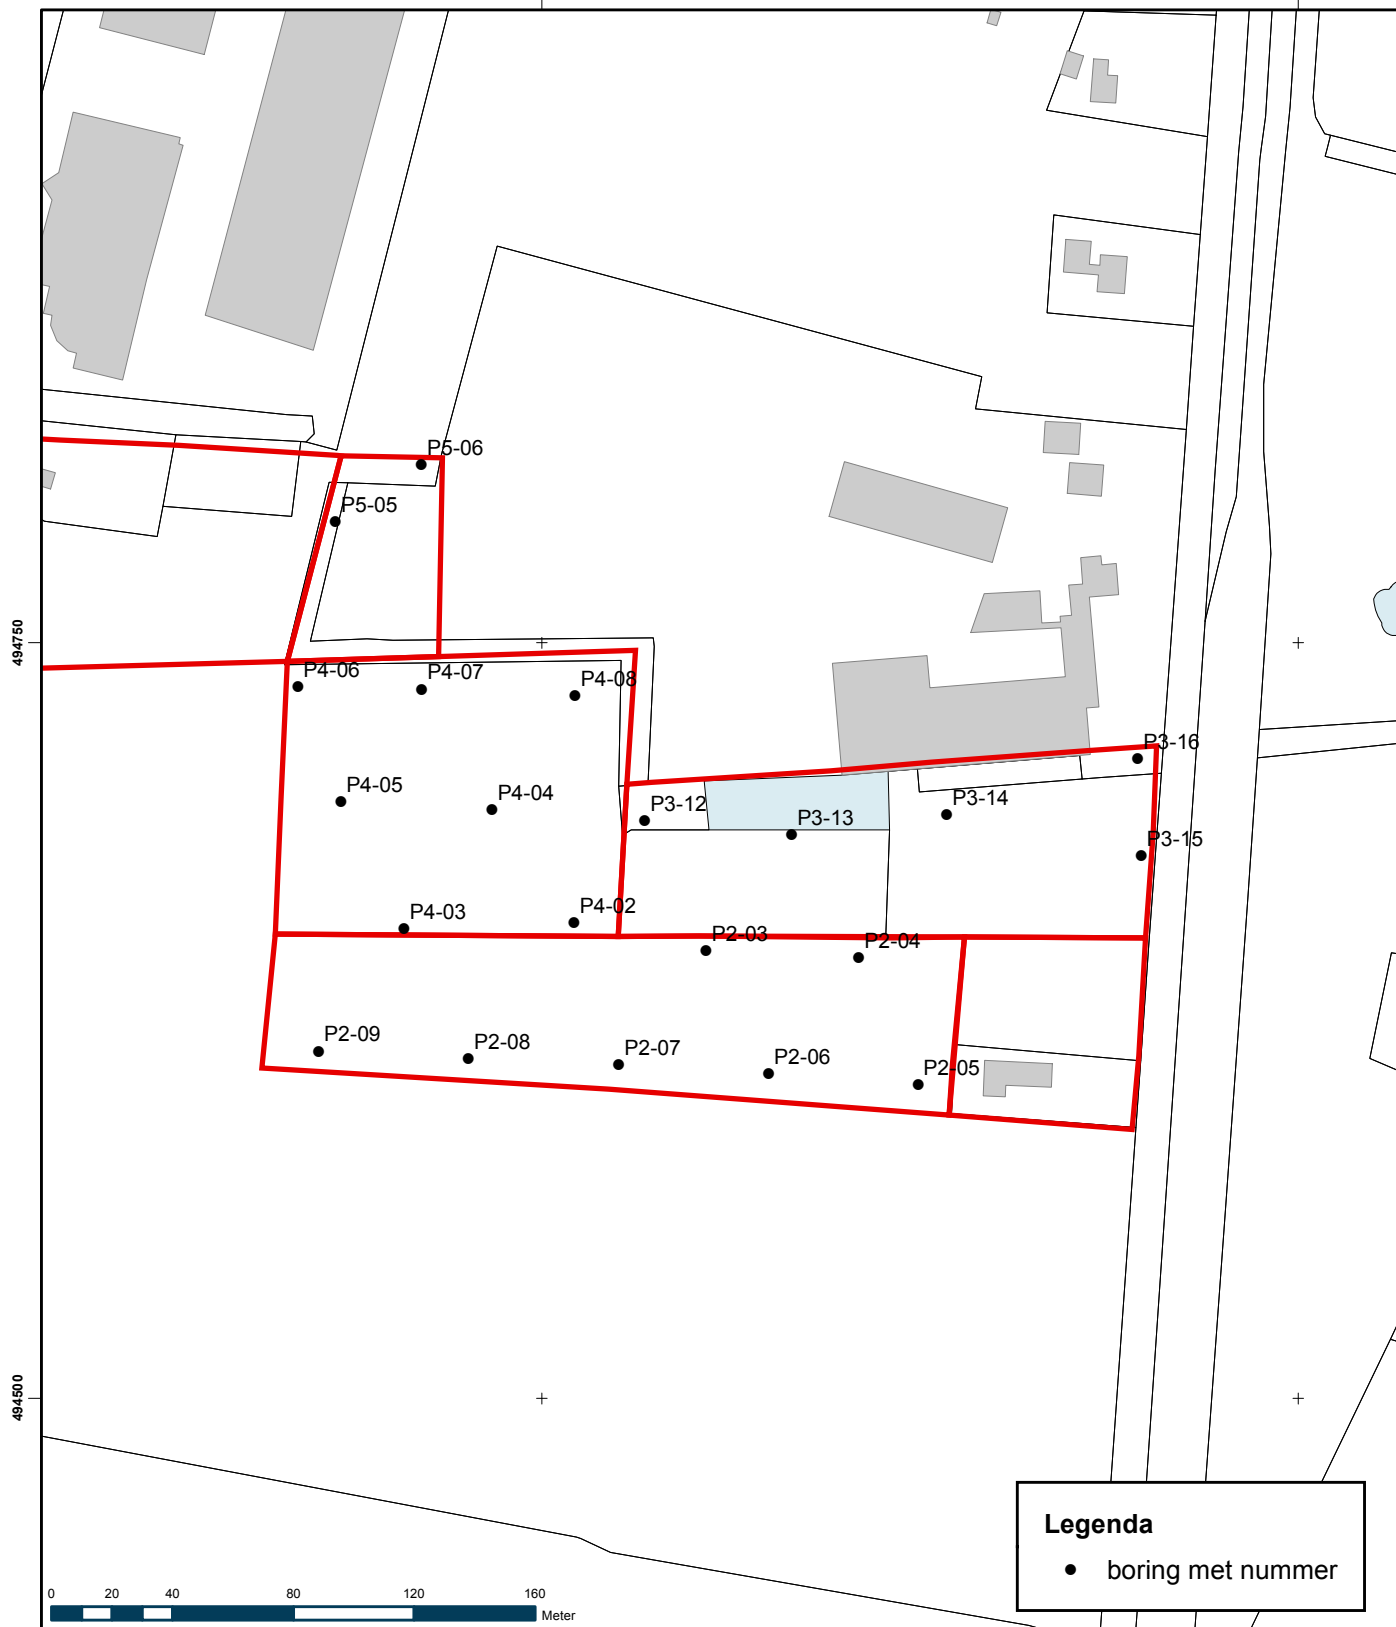 P5-06
P5-05
494750
P4-06
P4-07
P4-08
P3-16
P4-05
P4-04
P3-12
P3-13
P3-14
P3-15
P4-03
P4-02
P2-03
P2-04
P2-09
P2-08
P2-07
P2-06
P2-05
494500
Legenda
boring met nummer
0 20 40 80 120 160
Meter